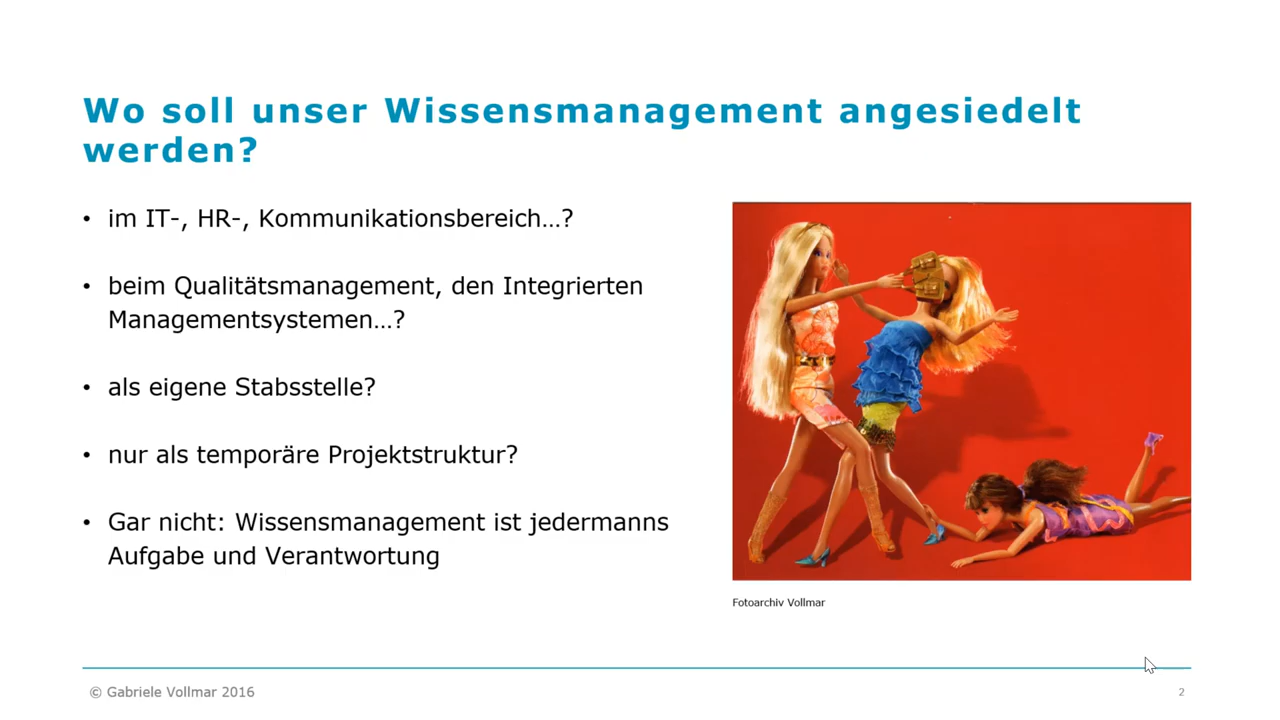 Wo soll unser Wissensmanagement angesiedelt
werden?
• im IT-, HR-, Kommunikationsbereich…?
• beim Qualitätsmanagement, den Integrierten
Managementsystemen…?
• als eigene Stabsstelle?
• nur als temporäre Projektstruktur?
• Gar nicht: Wissensmanagement ist jedermanns
Aufgabe und Verantwortung
Fotoarchiv Vollmar
© Gabriele Vollmar 2016
2